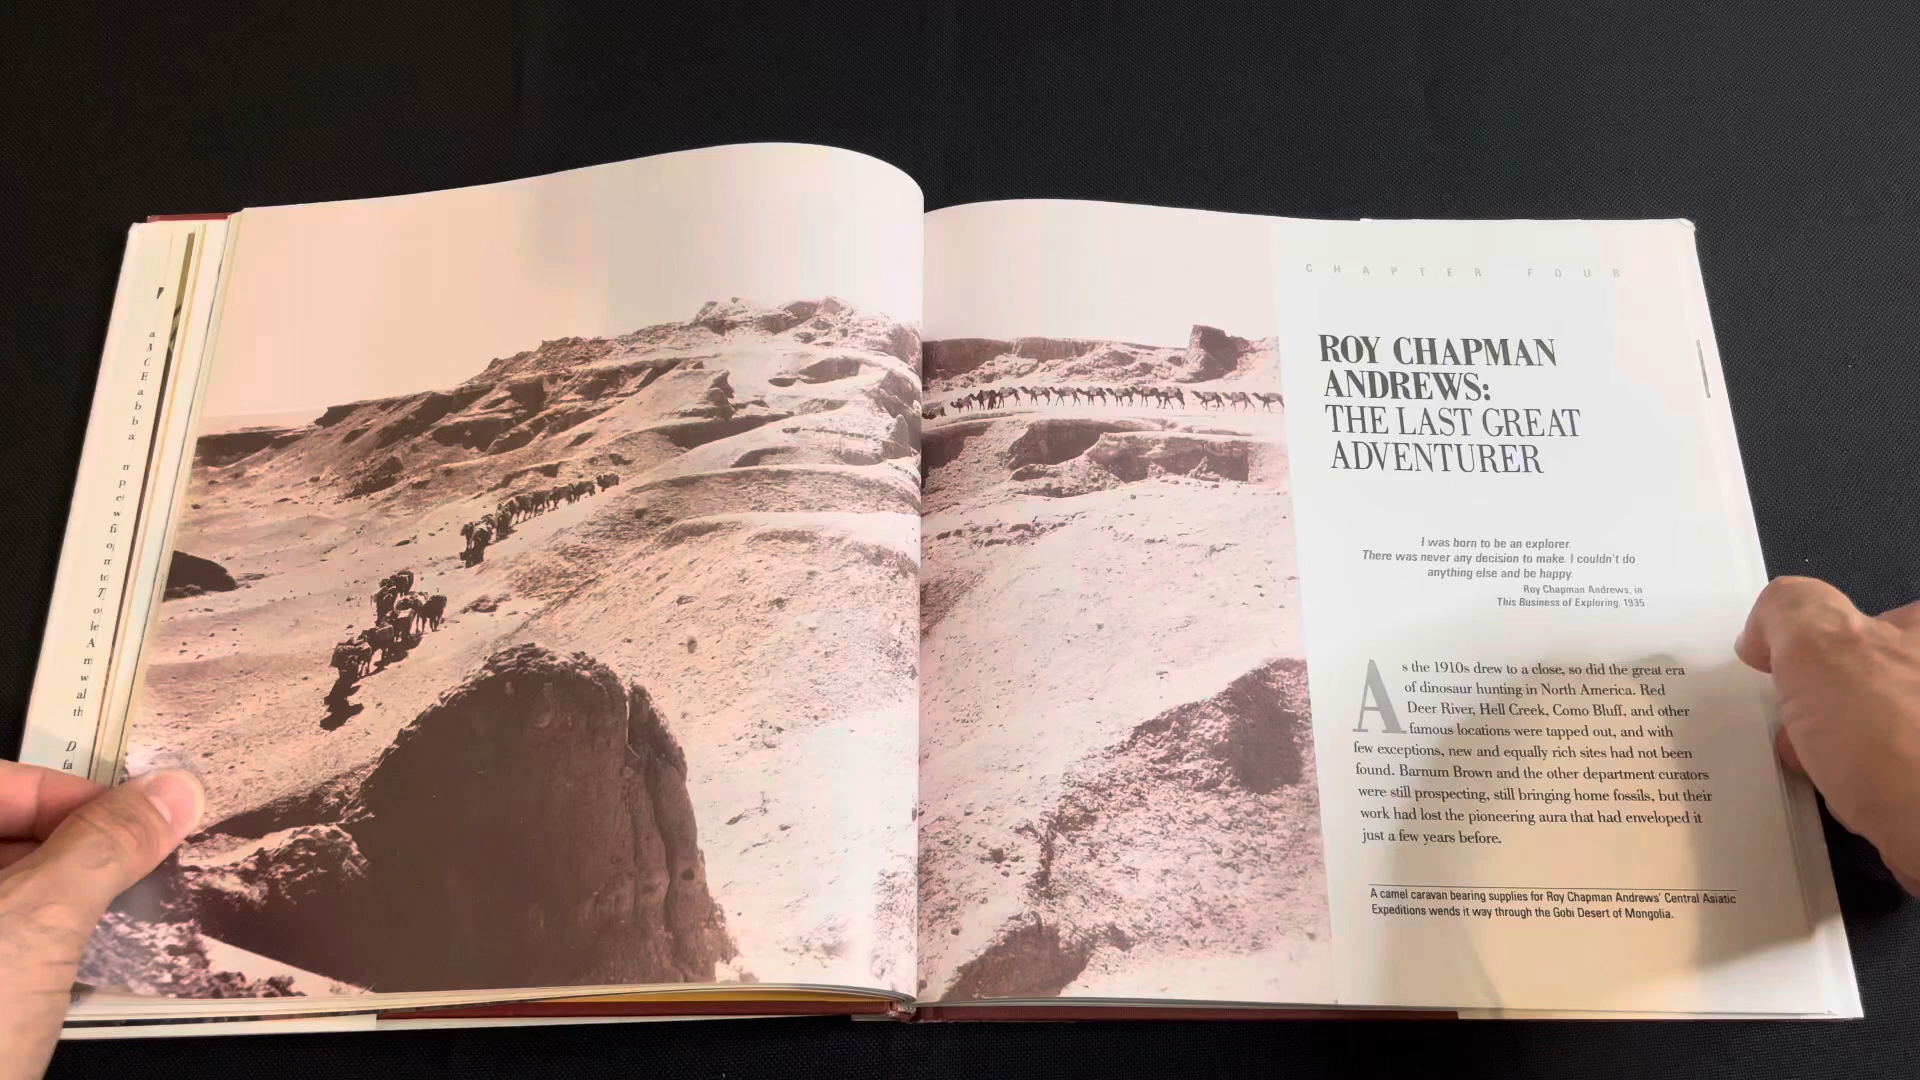 CHAPTER FOUR
ROY CHAPMAN
ANDREWS:
THE LAST GREAT
ADVENTURER
I was born to be an explorer.
There was never any decision to make. I couldn't do
anything else and be happy.
Roy Chapman Andrews, in
This Business of Exploring, 1935
As the 1910s drew to a close, so did the great era
of dinosaur hunting in North America. Red
Deer River, Hell Creek, Como Bluff, and other
famous locations were tapped out, and with
few exceptions, new and equally rich sites had not been
found. Barnum Brown and the other department curators
were still prospecting, still bringing home fossils, but their
work had lost the pioneering aura that had enveloped it
just a few years before.
A camel caravan bearing supplies for Roy Chapman Andrews' Central Asiatic
Expeditions wends it way through the Gobi Desert of Mongolia.